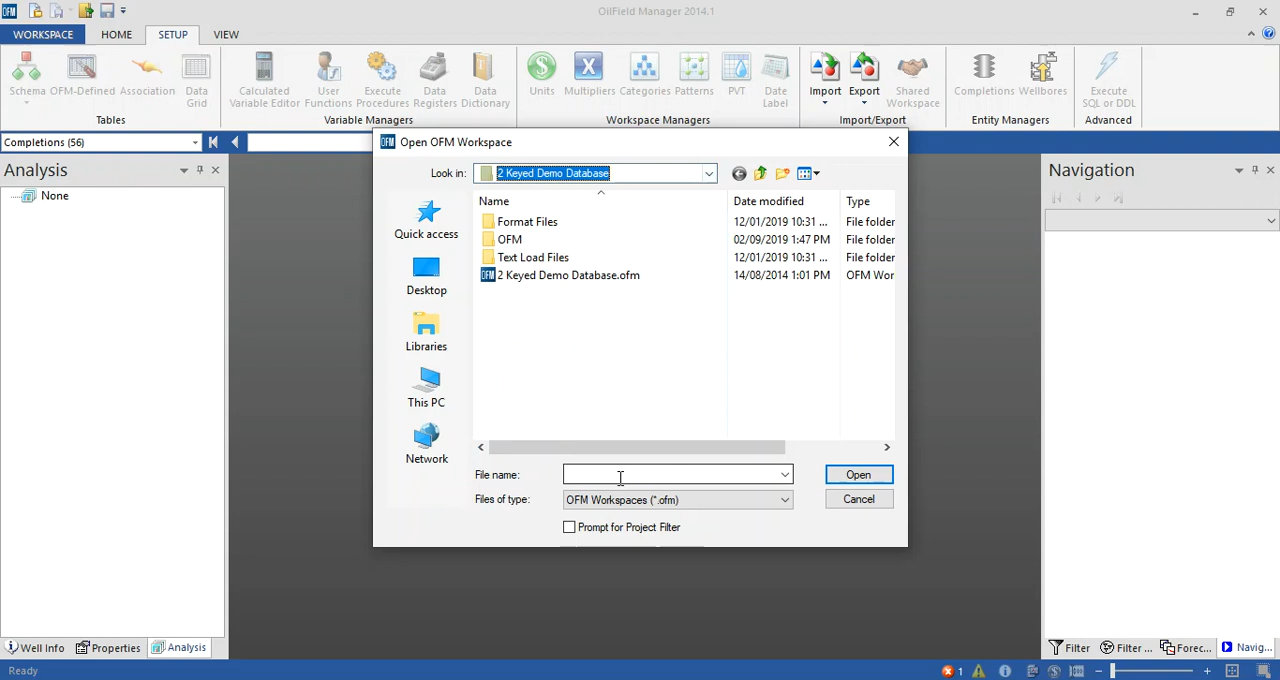 OFM
OilField Manager 2014.1
WORKSPACE HOME SETUP VIEW
Schema OFM-Defined Association Data Grid
Tables
Calculated Variable Editor User Functions Execute Procedures Data Registers Data Dictionary
Variable Managers
Units Multipliers Categories Patterns PVT Date Label
Workspace Managers
Import Export Shared Workspace
Import/Export
Completions Wellbores
Entity Managers
Execute SQL or DDL
Advanced
Completions (56)
Analysis
None
OFM Open OFM Workspace
Look in: 2 Keyed Demo Database
Quick access
Desktop
Libraries
This PC
Network
Name Date modified Type
Format Files 12/01/2019 10:31 ... File folder
OFM 02/09/2019 1:47 PM File folder
Text Load Files 12/01/2019 10:31 ... File folder
OFM 2 Keyed Demo Database.ofm 14/08/2014 1:01 PM OFM Wor
File name: Open
Files of type: OFM Workspaces (*.ofm) Cancel
Prompt for Project Filter
Navigation
Well Info Properties Analysis
Filter Filter ... Forec... Navig...
Ready
1